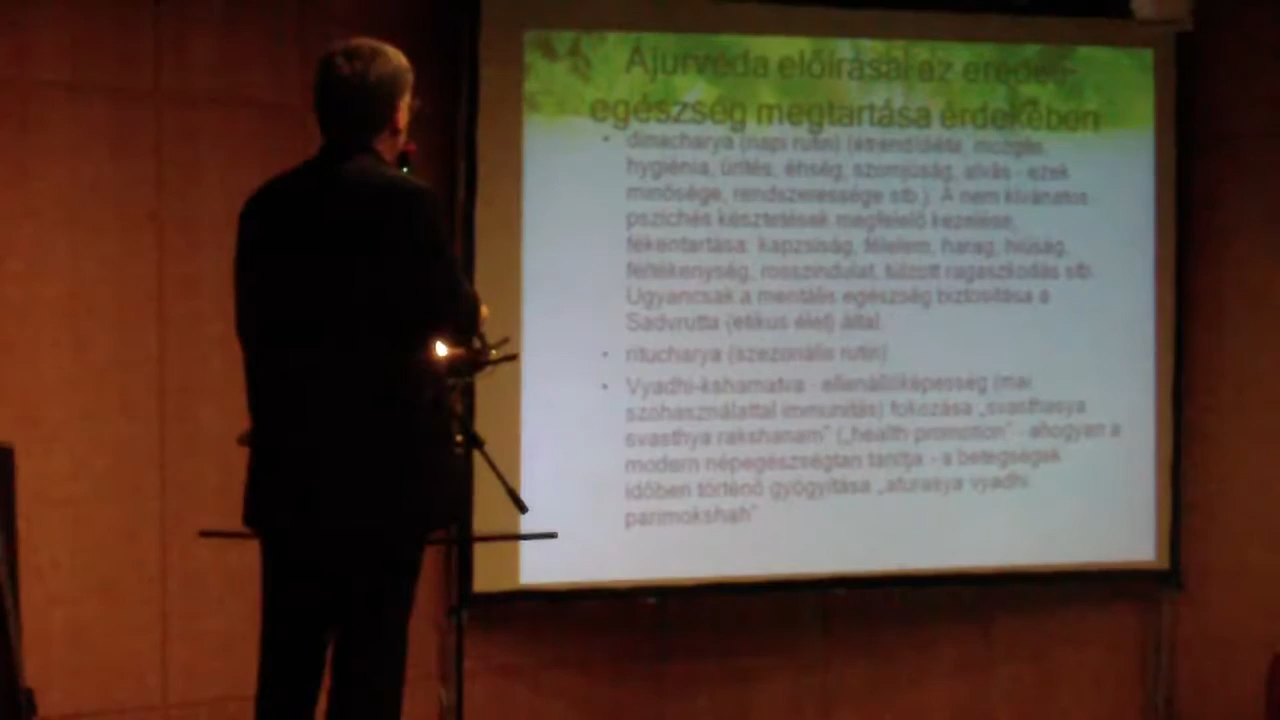 Ájurvéda előírásai az eredeti
egészség megtartása érdekében
• dinacharya (napi rutin) (étrend/diéta, mozgás,
hygiénia, ürítés, éhség, szomjúság, alvás - ezek
minősége, rendszeressége stb.). A nem kívánatos
pszichés késztetések megfelelő kezelése,
fékentartása: kapzsiság, félelem, harag, hiúság,
féltékenység, rosszindulat, túlzott ragaszkodás stb.
Ugyancsak a mentális egészség biztosítása a
Sadvrutta (etikus élet) által.
• ritucharya (szezonális rutin)
• Vyadhi-kshamatva - ellenállóképesség (mai
szóhasználattal immunitás) fokozása „svasthasya
svasthya rakshanam” („health promotion” - ahogyan a
modern népegészségtan tanítja - a betegségek
időben történő gyógyítása „aturasya vyadhi
parimokshah”